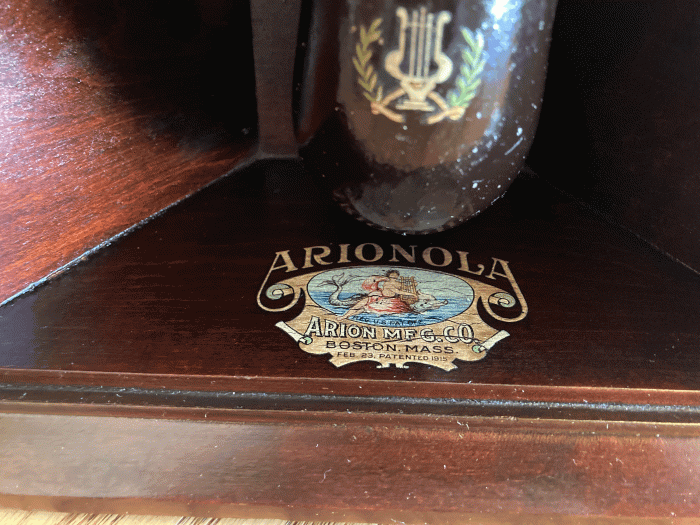 ARIONOLA
ARION MFG. CO.
BOSTON, MASS.
FEB. 23, PATENTED 1915